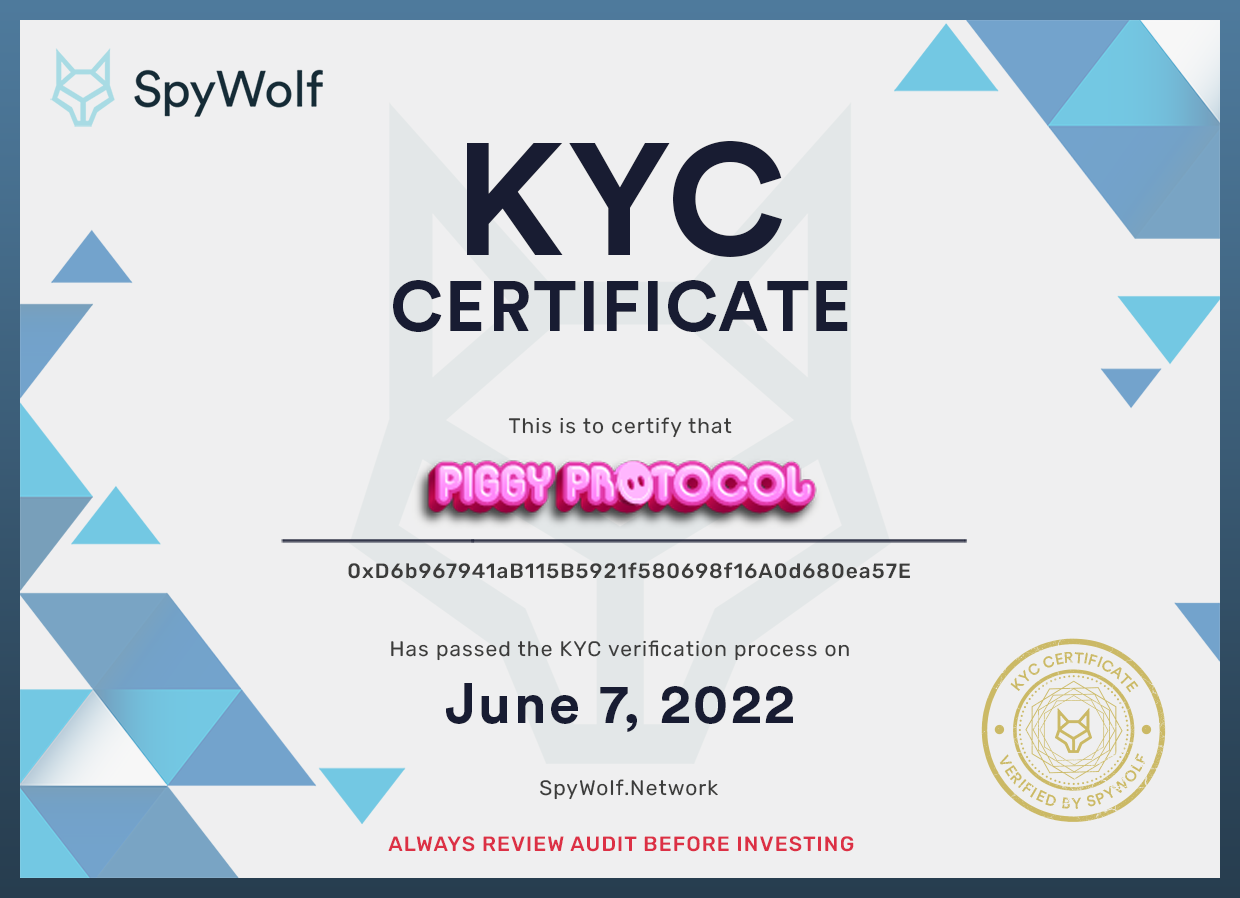 SpyWolf
KYC
CERTIFICATE
This is to certify that
PIGGY PROTOCOL
0xD6b967941aB115B5921f580698f16A0d680ea57E
Has passed the KYC verification process on
June 7, 2022
KYC CERTIFICATE
VERIFIED BY SPYWOLF
SpyWolf.Network
ALWAYS REVIEW AUDIT BEFORE INVESTING